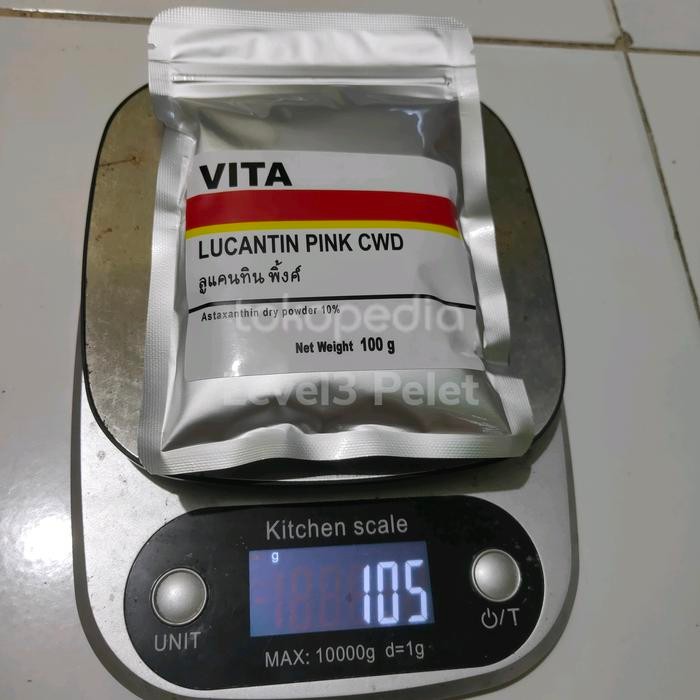 VITA
LUCANTIN PINK CWD
ลูแคนทิน พิ้งค์
Astaxanthin dry powder 10%
tokopedia
Net Weight 100 g
Level3 Pelet
Kitchen scale
g
105
UNIT
⏻/T
MAX: 10000g d=1g